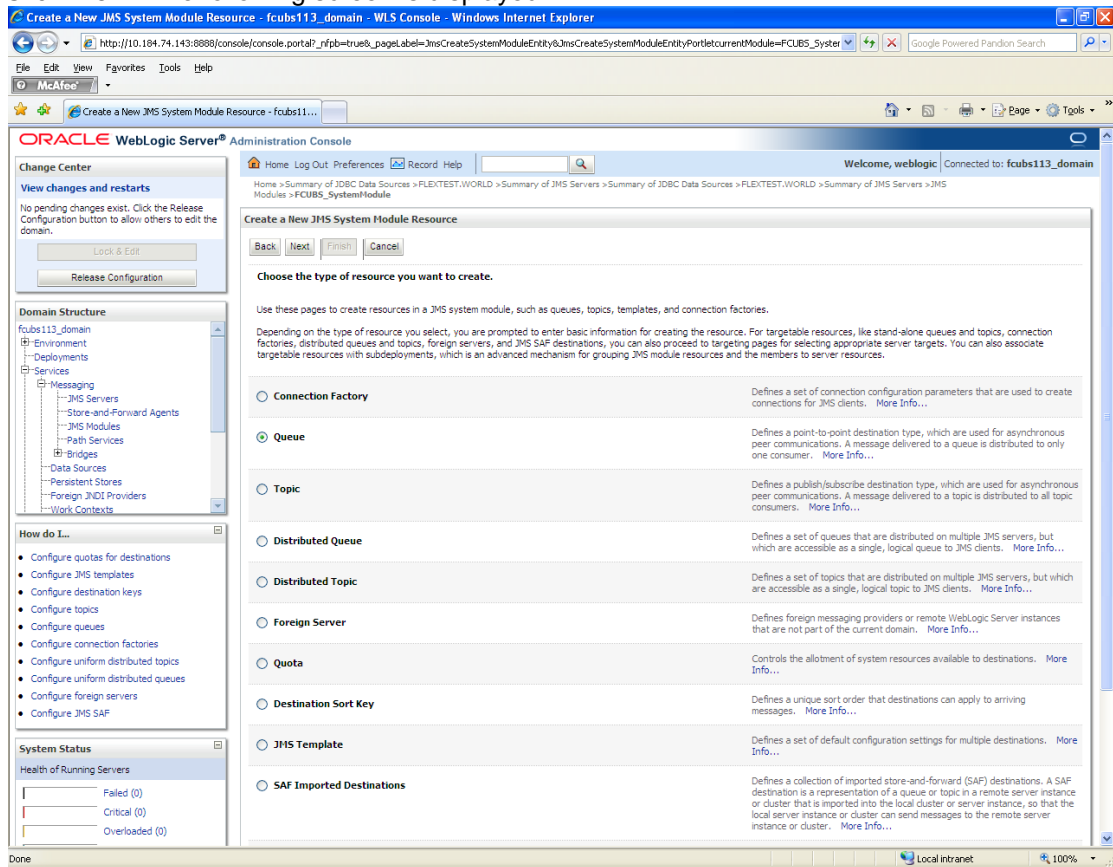 Create a New JMS System Module Resource - fcubs113_domain - WLS Console - Windows Internet Explorer
http://10.184.74.143:8888/console/console.portal?_nfpb=true&_pageLabel=JmsCreateSystemModuleEntity&JmsCreateSystemModuleEntityPortletcurrentModule=FCUBS_System
Google Powered Pandion Search
File Edit View Favorites Tools Help
McAfee
Create a New JMS System Module Resource - fcubs11...
Page Tools
ORACLE WebLogic Server® Administration Console
Change Center
View changes and restarts
No pending changes exist. Click the Release
Configuration button to allow others to edit the
domain.
Lock & Edit
Release Configuration
Domain Structure
fcubs113_domain
Environment
Deployments
Services
Messaging
JMS Servers
Store-and-Forward Agents
JMS Modules
Path Services
Bridges
Data Sources
Persistent Stores
Foreign JNDI Providers
Work Contexts
How do I...
Configure quotas for destinations
Configure JMS templates
Configure destination keys
Configure topics
Configure queues
Configure connection factories
Configure uniform distributed topics
Configure uniform distributed queues
Configure foreign servers
Configure JMS SAF
System Status
Health of Running Servers
Failed (0)
Critical (0)
Overloaded (0)
Home Log Out Preferences Record Help
Welcome, weblogic Connected to: fcubs113_domain
Home >Summary of JDBC Data Sources >FLEXTEST.WORLD >Summary of JMS Servers >Summary of JDBC Data Sources >FLEXTEST.WORLD >Summary of JMS Servers >JMS
Modules >FCUBS_SystemModule
Create a New JMS System Module Resource
Back Next Finish Cancel
Choose the type of resource you want to create.
Use these pages to create resources in a JMS system module, such as queues, topics, templates, and connection factories.
Depending on the type of resource you select, you are prompted to enter basic information for creating the resource. For targetable resources, like stand-alone queues and topics, connection
factories, distributed queues and topics, foreign servers, and JMS SAF destinations, you can also proceed to targeting pages for selecting appropriate server targets. You can also associate
targetable resources with subdeployments, which is an advanced mechanism for grouping JMS module resources and the members to server resources.
Connection Factory
Defines a set of connection configuration parameters that are used to create
connections for JMS clients. More Info...
Queue
Defines a point-to-point destination type, which are used for asynchronous
peer communications. A message delivered to a queue is distributed to only
one consumer. More Info...
Topic
Defines a publish/subscribe destination type, which are used for asynchronous
peer communications. A message delivered to a topic is distributed to all topic
consumers. More Info...
Distributed Queue
Defines a set of queues that are distributed on multiple JMS servers, but
which are accessible as a single, logical queue to JMS clients. More Info...
Distributed Topic
Defines a set of topics that are distributed on multiple JMS servers, but which
are accessible as a single, logical topic to JMS clients. More Info...
Foreign Server
Defines foreign messaging providers or remote WebLogic Server instances
that are not part of the current domain. More Info...
Quota
Controls the allotment of system resources available to destinations. More
Info...
Destination Sort Key
Defines a unique sort order that destinations can apply to arriving
messages. More Info...
JMS Template
Defines a set of default configuration settings for multiple destinations. More
Info...
SAF Imported Destinations
Defines a collection of imported store-and-forward (SAF) destinations. A SAF
destination is a representation of a queue or topic in a remote server instance
or cluster that is imported into the local cluster or server instance, so that the
local server instance or cluster can send messages to the remote server
instance or cluster. More Info...
Done
Local intranet
100%